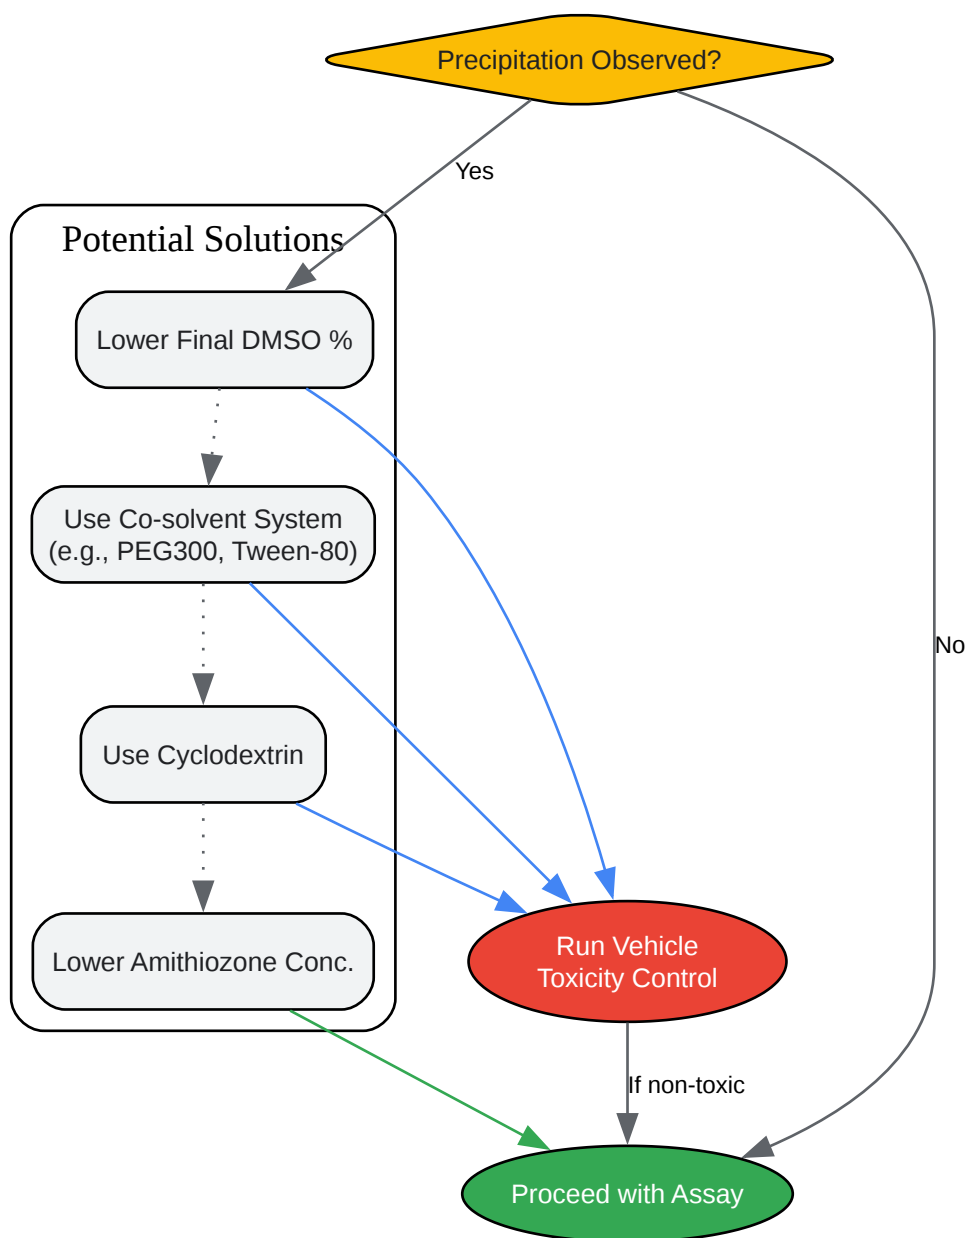 Precipitation Observed?
Yes
Potential Solutions
Lower Final DMSO %
Use Co-solvent System
(e.g., PEG300, Tween-80)
No
Use Cyclodextrin
Lower Amithiozone Conc.
Run Vehicle
Toxicity Control
If non-toxic
Proceed with Assay